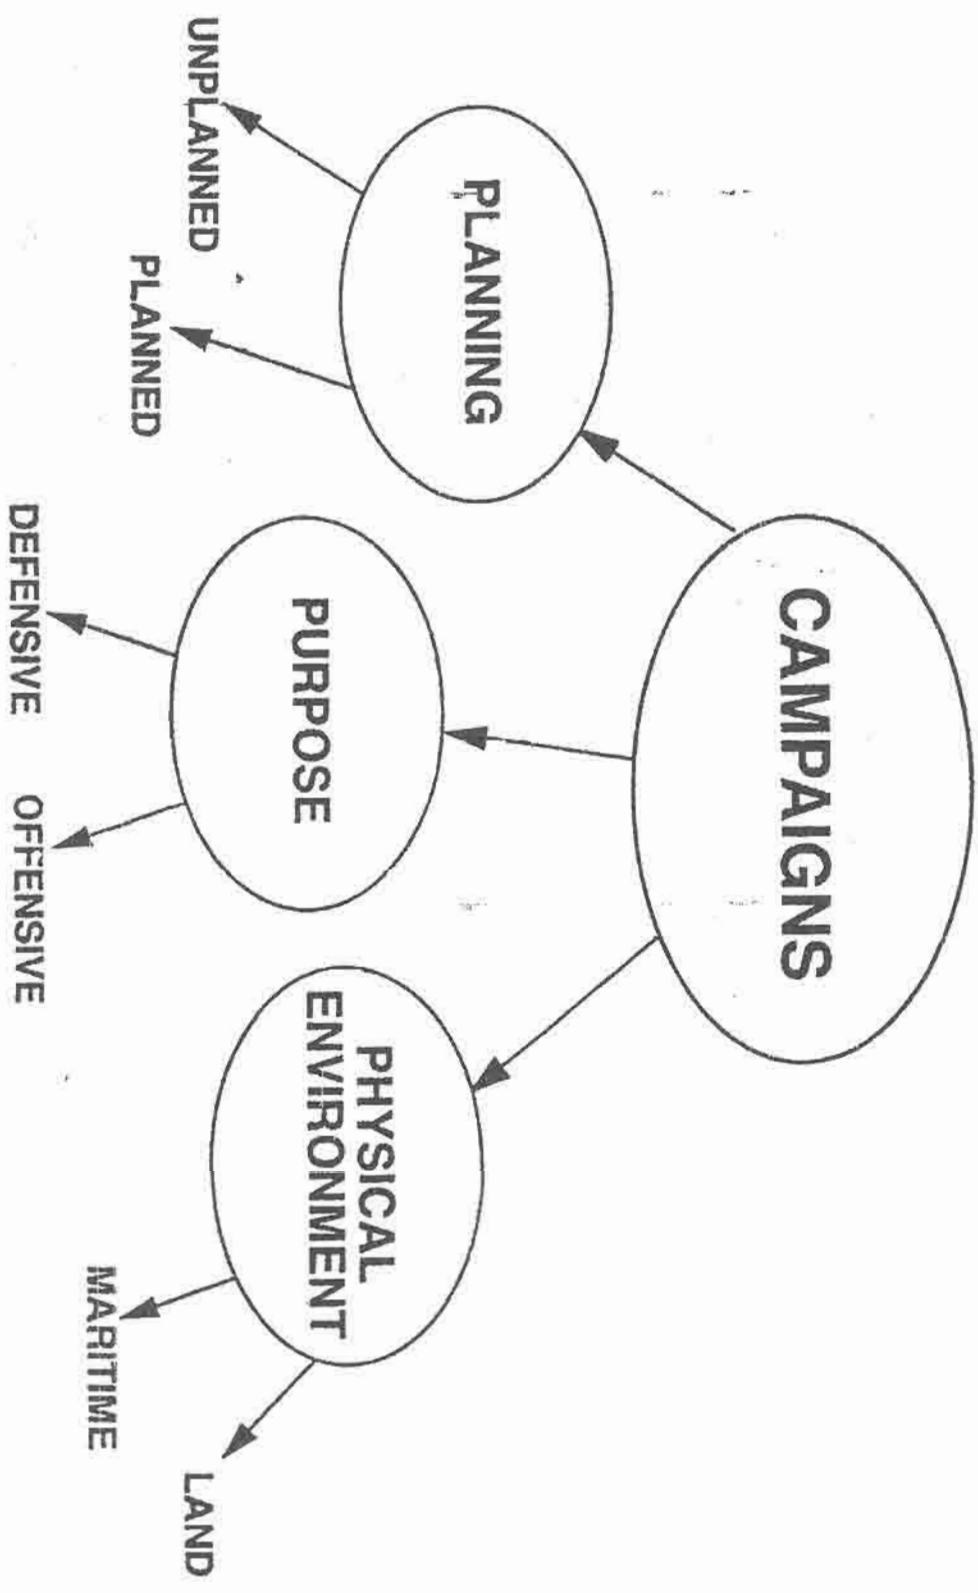 CAMPAIGNS
PLANNING
UNPLANNED
PLANNED
PURPOSE
DEFENSIVE
OFFENSIVE
PHYSICAL
ENVIRONMENT
MARITIME
LAND